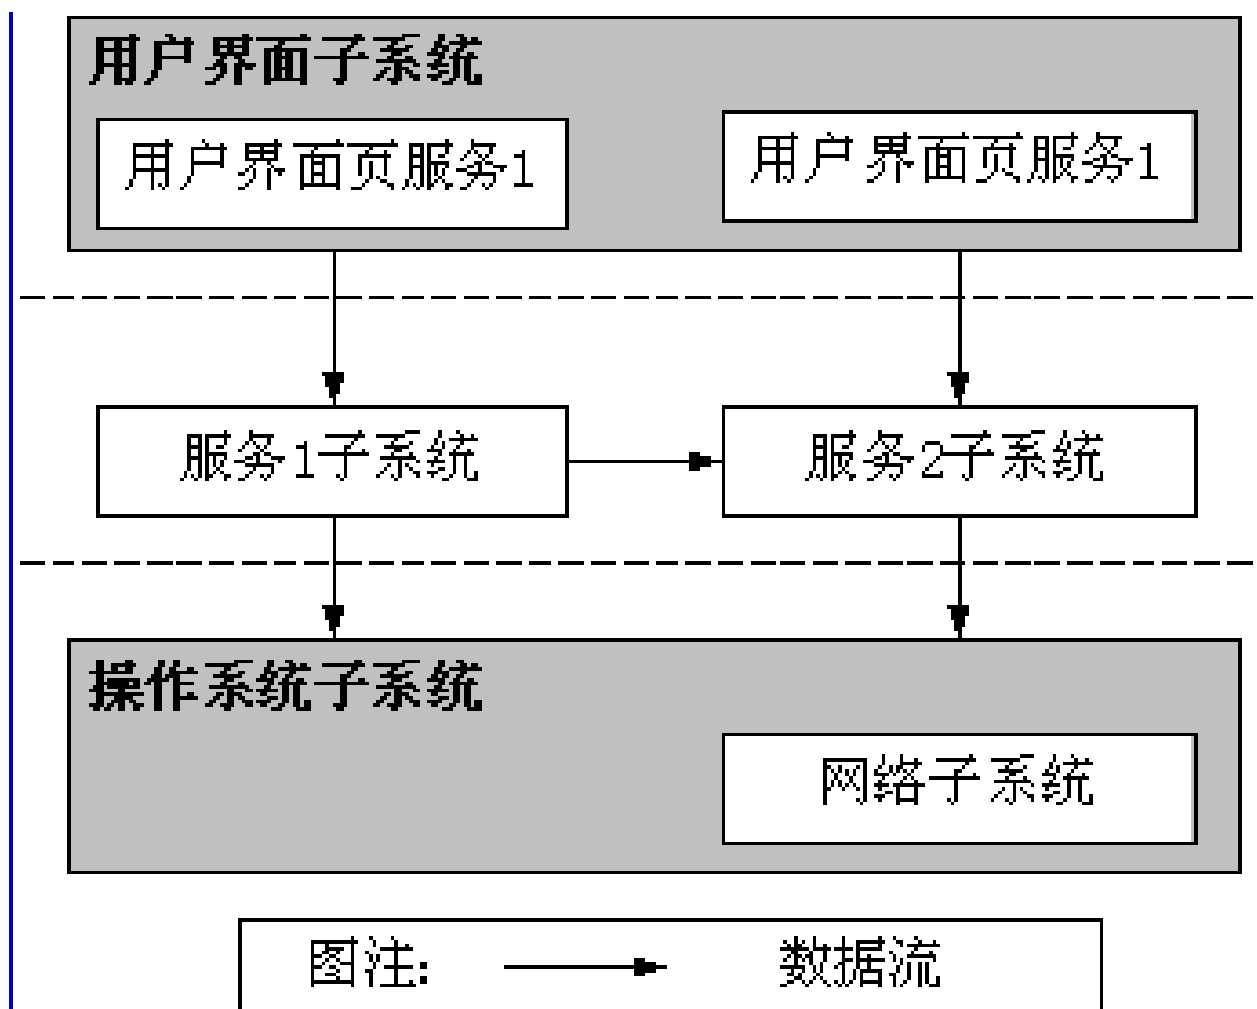 用户界面子系统
用户界面页服务1
用户界面页服务1
服务1子系统
服务2子系统
操作系统子系统
网络子系统
图注: 数据流